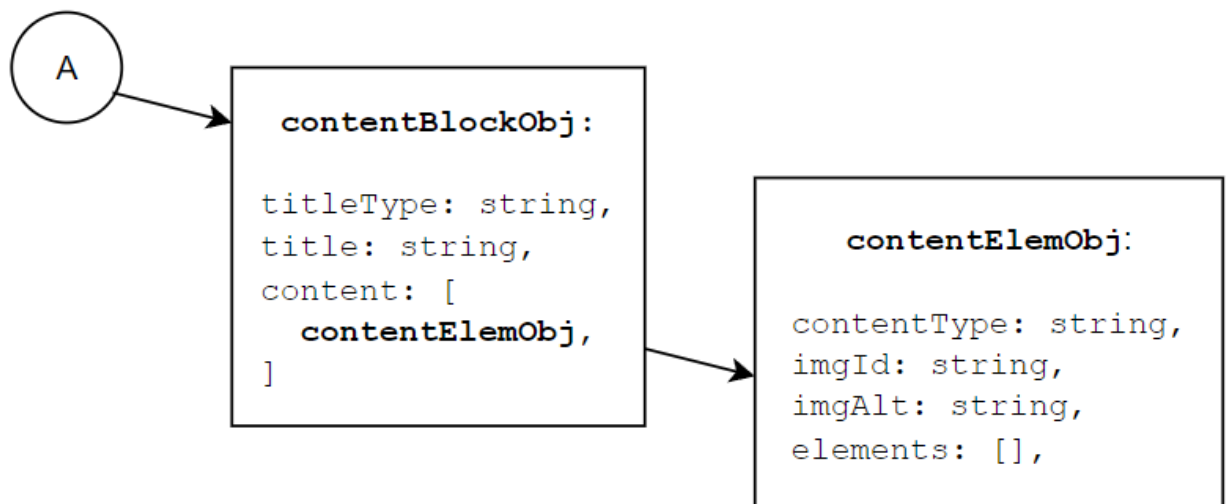 A
contentBlockObj:
titleType: string,
title: string,
content: [
contentElemObj,
]
contentElemObj:
contentType: string,
imgId: string,
imgAlt: string,
elements: [],